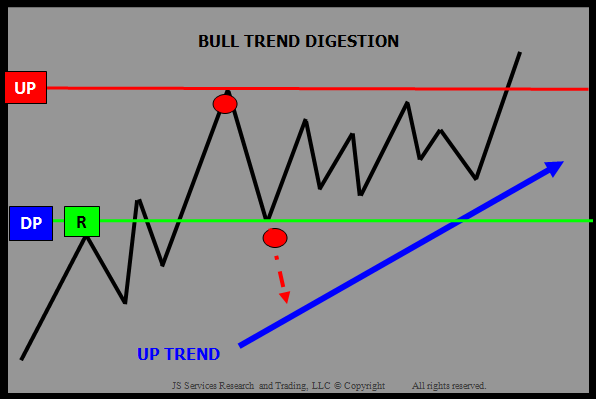 BULL TREND DIGESTION
UP
DP
R
UP TREND
JS Services Research and Trading, LLC © Copyright All rights reserved.